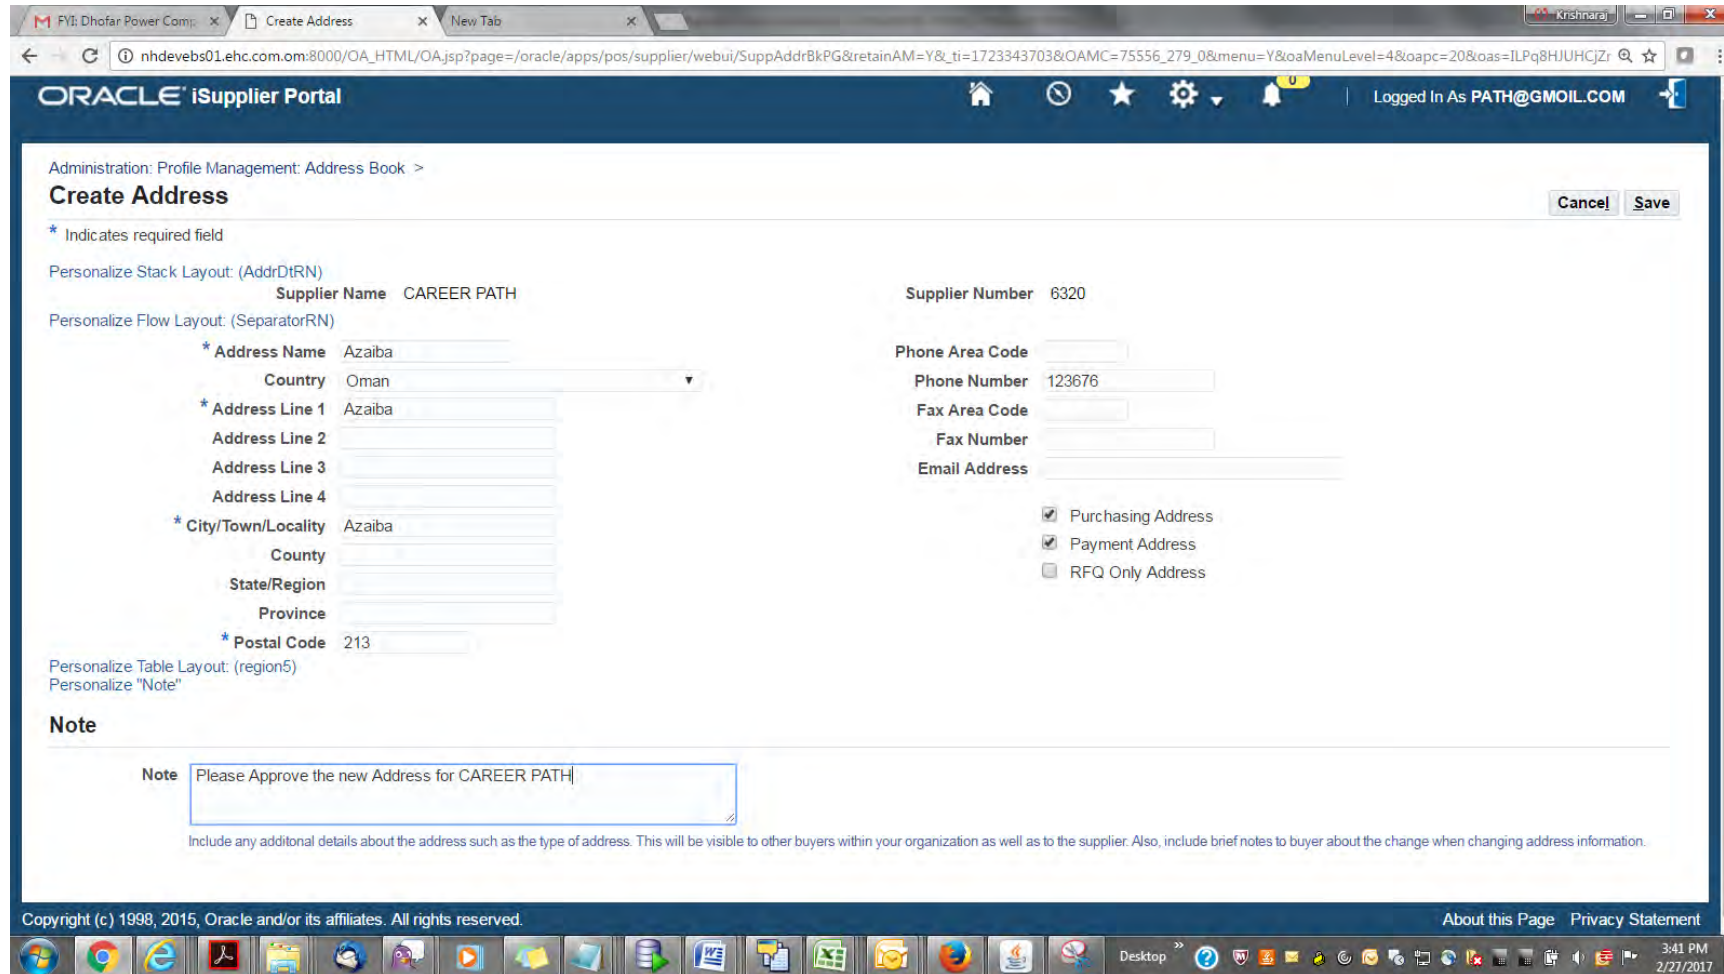 FYI: Dhofar Power Comp
Create Address
New Tab
Krishnaraj
nhdevebs01.ehc.com.om:8000/OA_HTML/OA.jsp?page=/oracle/apps/pos/supplier/webui/SuppAddrBkPG&retainAM=Y&_ti=1723343703&OAMC=75556_279_0&menu=Y&oaMenuLevel=4&oapc=20&oas=ILPq8HJUHCjZr
ORACLE iSupplier Portal
0
Logged In As PATH@GMOIL.COM
Administration: Profile Management: Address Book >
Create Address
Cancel Save
* Indicates required field
Personalize Stack Layout: (AddrDtRN)
Supplier Name CAREER PATH
Supplier Number 6320
Personalize Flow Layout: (SeparatorRN)
* Address Name Azaiba
Phone Area Code
Country Oman
Phone Number 123676
* Address Line 1 Azaiba
Fax Area Code
Address Line 2
Fax Number
Address Line 3
Email Address
Address Line 4
Purchasing Address
* City/Town/Locality Azaiba
Payment Address
County
RFQ Only Address
State/Region
Province
* Postal Code 213
Personalize Table Layout: (region5)
Personalize "Note"
Note
Note Please Approve the new Address for CAREER PATH
Include any additonal details about the address such as the type of address. This will be visible to other buyers within your organization as well as to the supplier. Also, include brief notes to buyer about the change when changing address information.
Copyright (c) 1998, 2015, Oracle and/or its affiliates. All rights reserved.
About this Page Privacy Statement
Desktop
3:41 PM
2/27/2017